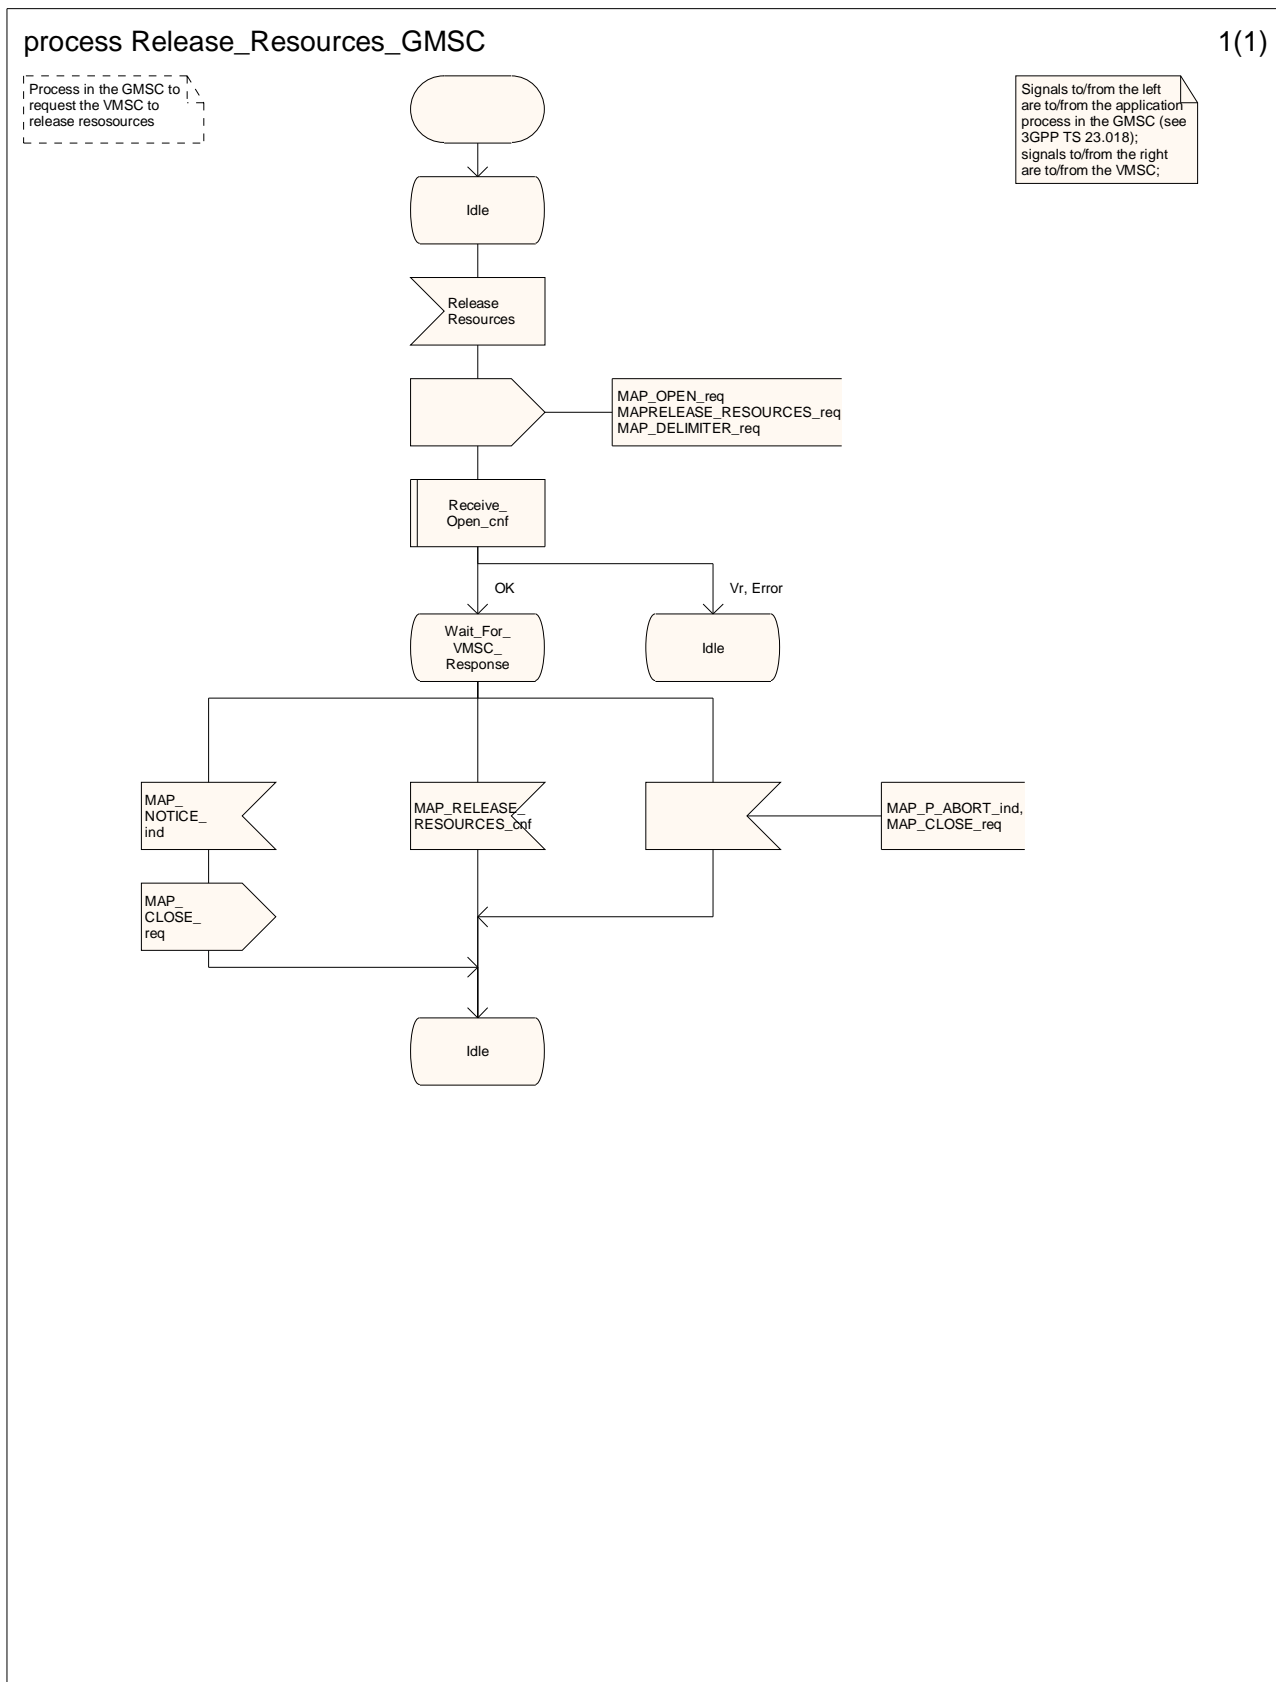 process Release_Resources_GMSC
1(1)
Process in the GMSC to
request the VMSC to
release resosources
Signals to/from the left
are to/from the application
process in the GMSC (see
3GPP TS 23.018);
signals to/from the right
are to/from the VMSC;
Idle
Release
Resources
MAP_OPEN_req
MAPRELEASE_RESOURCES_req
MAP_DELIMITER_req
Receive_
Open_cnf
OK
Vr, Error
Wait_For_
VMSC_
Response
Idle
MAP_
NOTICE_
ind
MAP_RELEASE_
RESOURCES_cnf
MAP_P_ABORT_ind,
MAP_CLOSE_req
MAP_
CLOSE_
req
Idle